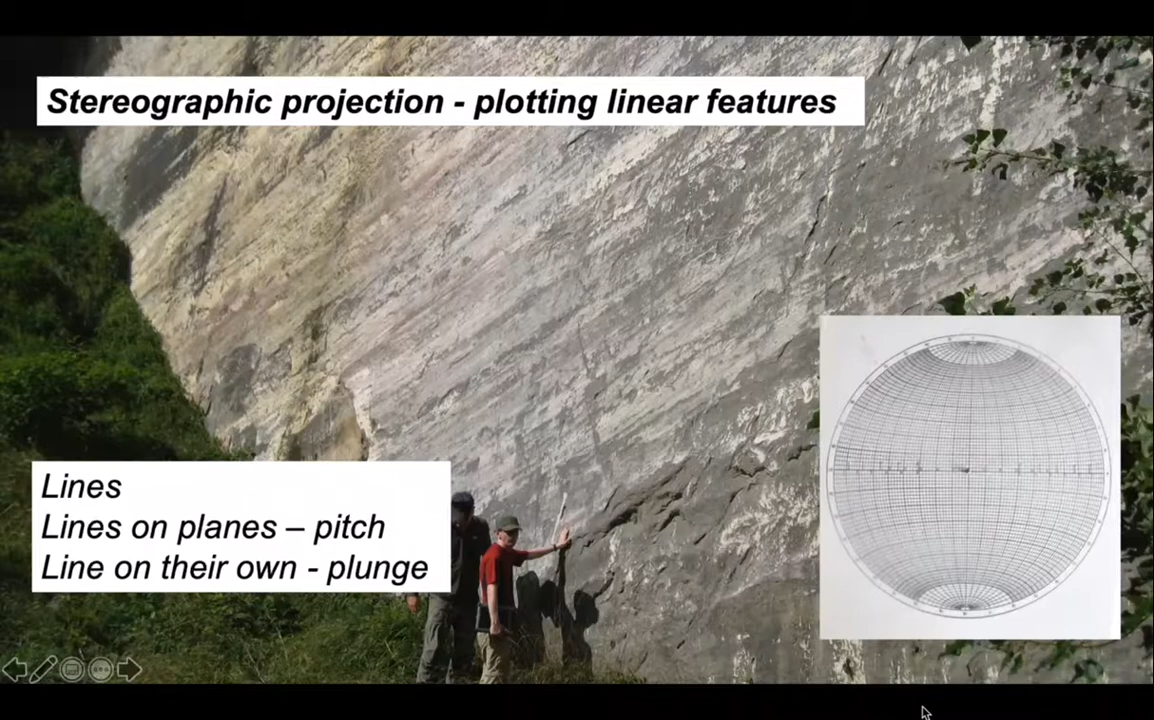 Stereographic projection - plotting linear features
Lines
Lines on planes – pitch
Line on their own - plunge